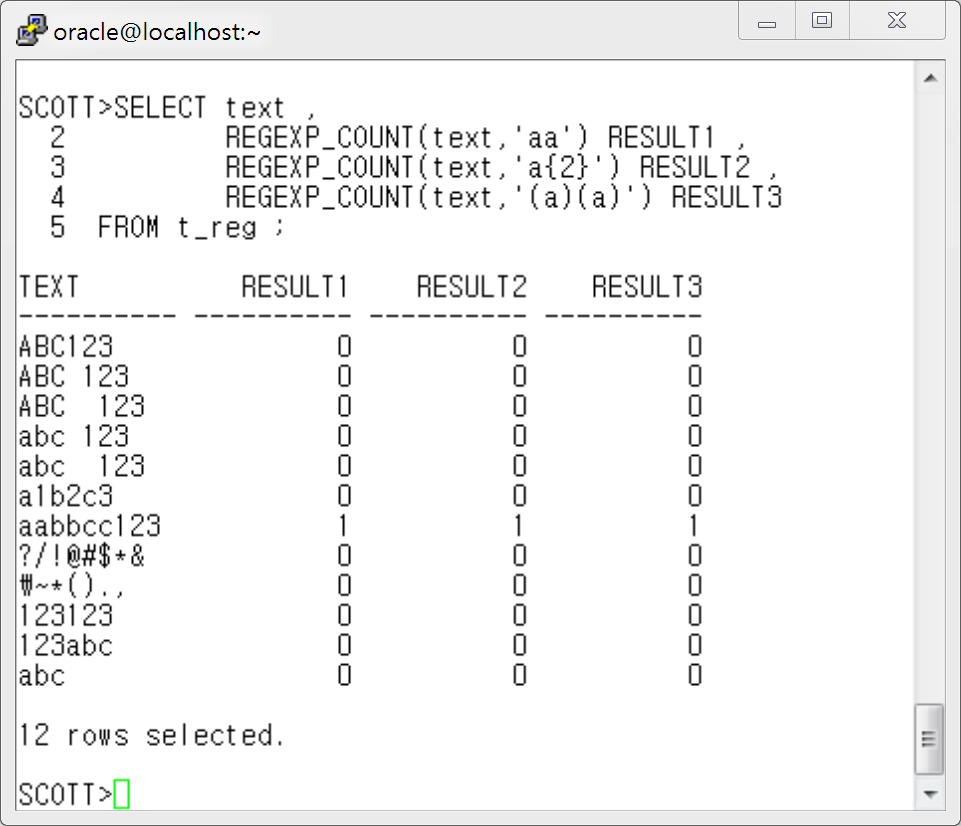 oracle@localhost:~
SCOTT>SELECT text ,
  2          REGEXP_COUNT(text,'aa') RESULT1 ,
  3          REGEXP_COUNT(text,'a{2}') RESULT2 ,
  4          REGEXP_COUNT(text,'(a)(a)') RESULT3
  5  FROM t_reg ;
TEXT          RESULT1    RESULT2    RESULT3
---------- ---------- ---------- ----------
ABC123              0          0          0
ABC 123             0          0          0
ABC  123            0          0          0
abc 123             0          0          0
abc  123            0          0          0
a1b2c3              0          0          0
aabbcc123           1          1          1
?/!@#$*&            0          0          0
₩~*().,             0          0          0
123123              0          0          0
123abc              0          0          0
abc                 0          0          0
12 rows selected.
SCOTT>